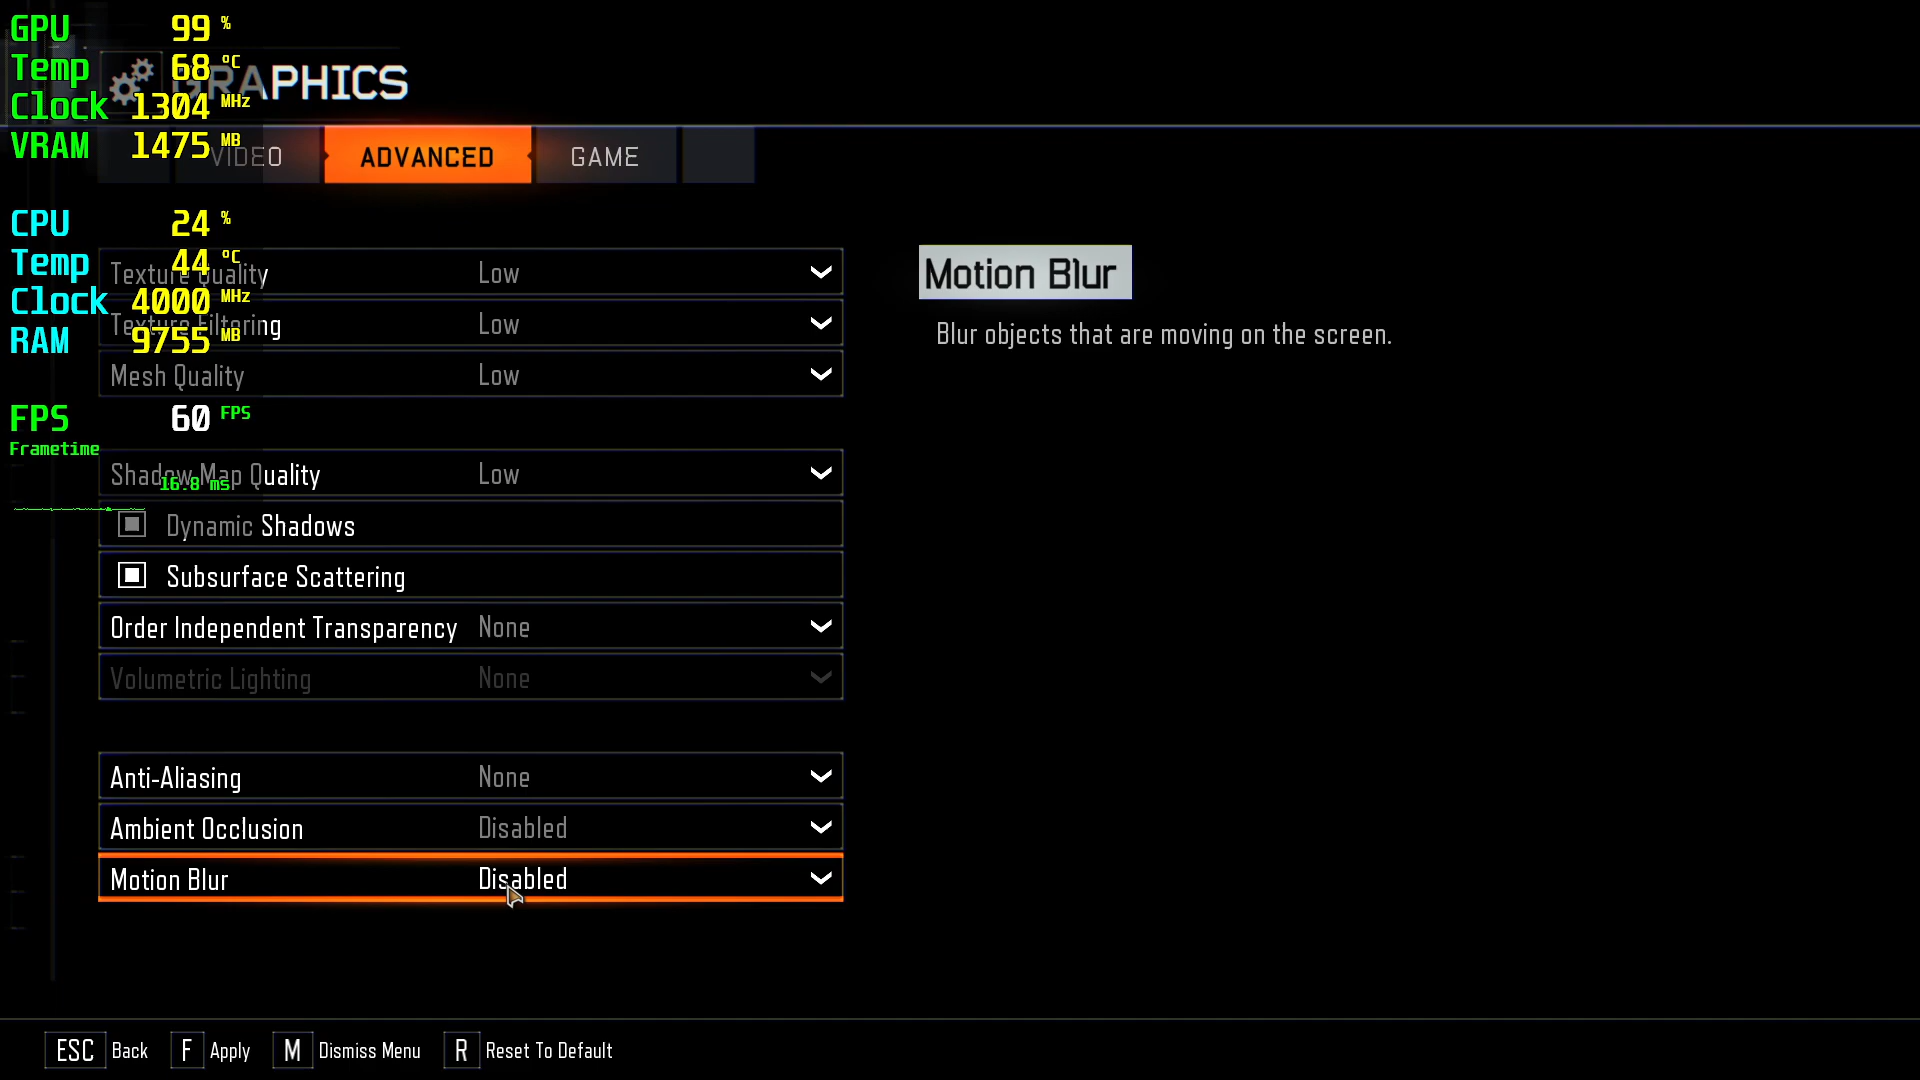 GPU 99 %
Temp 68 °C
GRAPHICS
Clock 1304 MHz
VRAM 1475 MB
VIDEO ADVANCED GAME
CPU 24 %
Temp 44 °C
Clock 4000 MHz
RAM 9755 MB
Texture Quality Low
Texture Filtering Low
Mesh Quality Low
FPS 60 FPS
Frametime
16.8 ms
Shadow Map Quality Low
Dynamic Shadows
Subsurface Scattering
Order Independent Transparency None
Volumetric Lighting None
Anti-Aliasing None
Ambient Occlusion Disabled
Motion Blur Disabled
Motion Blur
Blur objects that are moving on the screen.
ESC Back F Apply M Dismiss Menu R Reset To Default